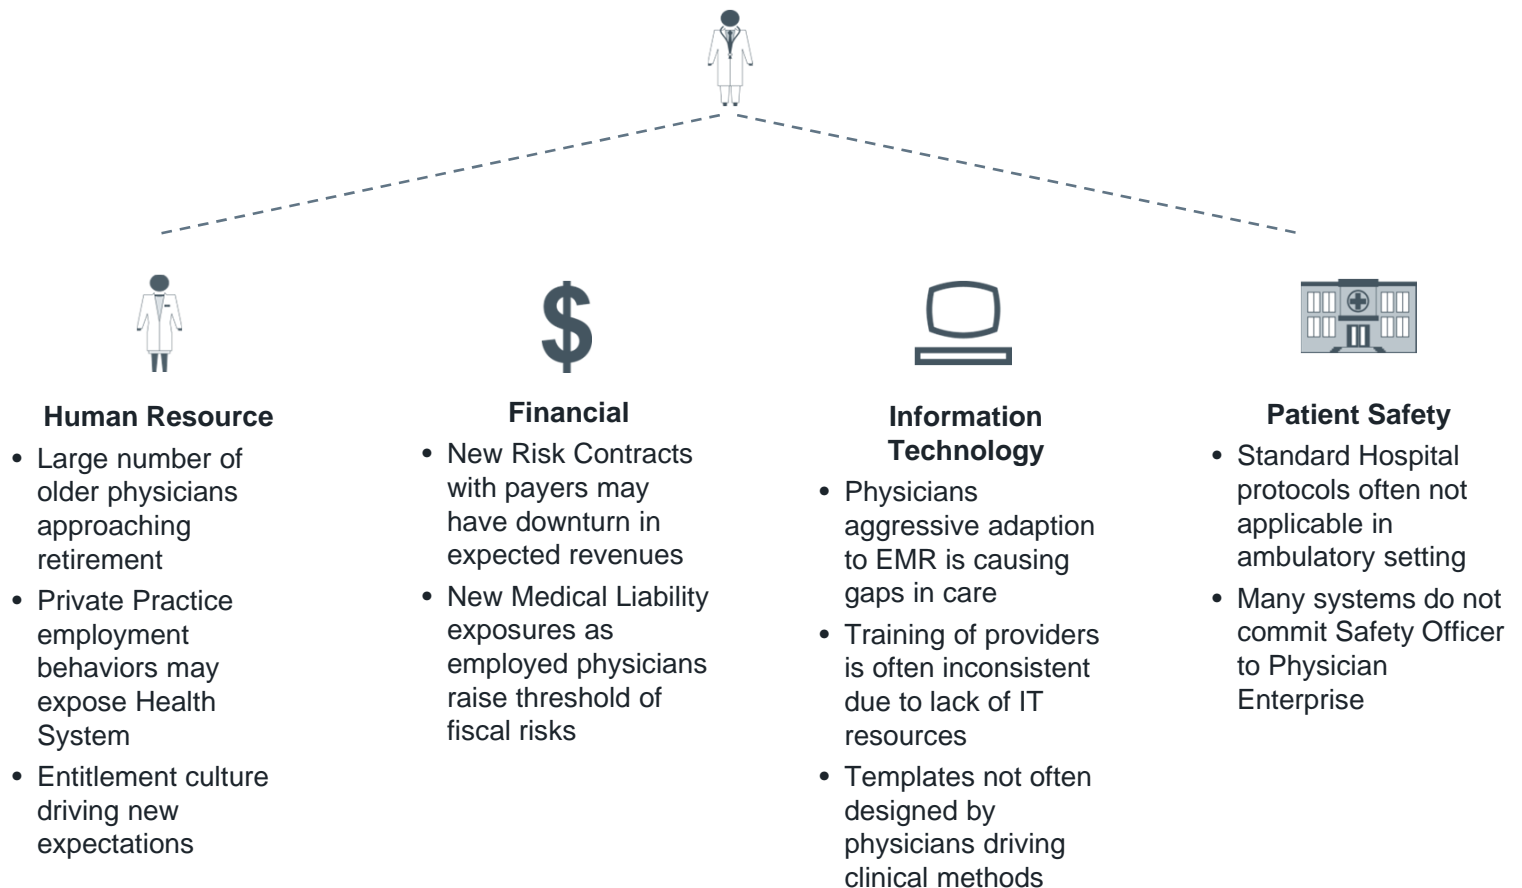 Human Resource
• Large number of
older physicians
approaching
retirement
• Private Practice
employment
behaviors may
expose Health
System
• Entitlement culture
driving new
expectations
Financial
• New Risk Contracts
with payers may
have downturn in
expected revenues
• New Medical Liability
exposures as
employed physicians
raise threshold of
fiscal risks
Information
Technology
• Physicians
aggressive adaption
to EMR is causing
gaps in care
• Training of providers
is often inconsistent
due to lack of IT
resources
• Templates not often
designed by
physicians driving
clinical methods
Patient Safety
• Standard Hospital
protocols often not
applicable in
ambulatory setting
• Many systems do not
commit Safety Officer
to Physician
Enterprise